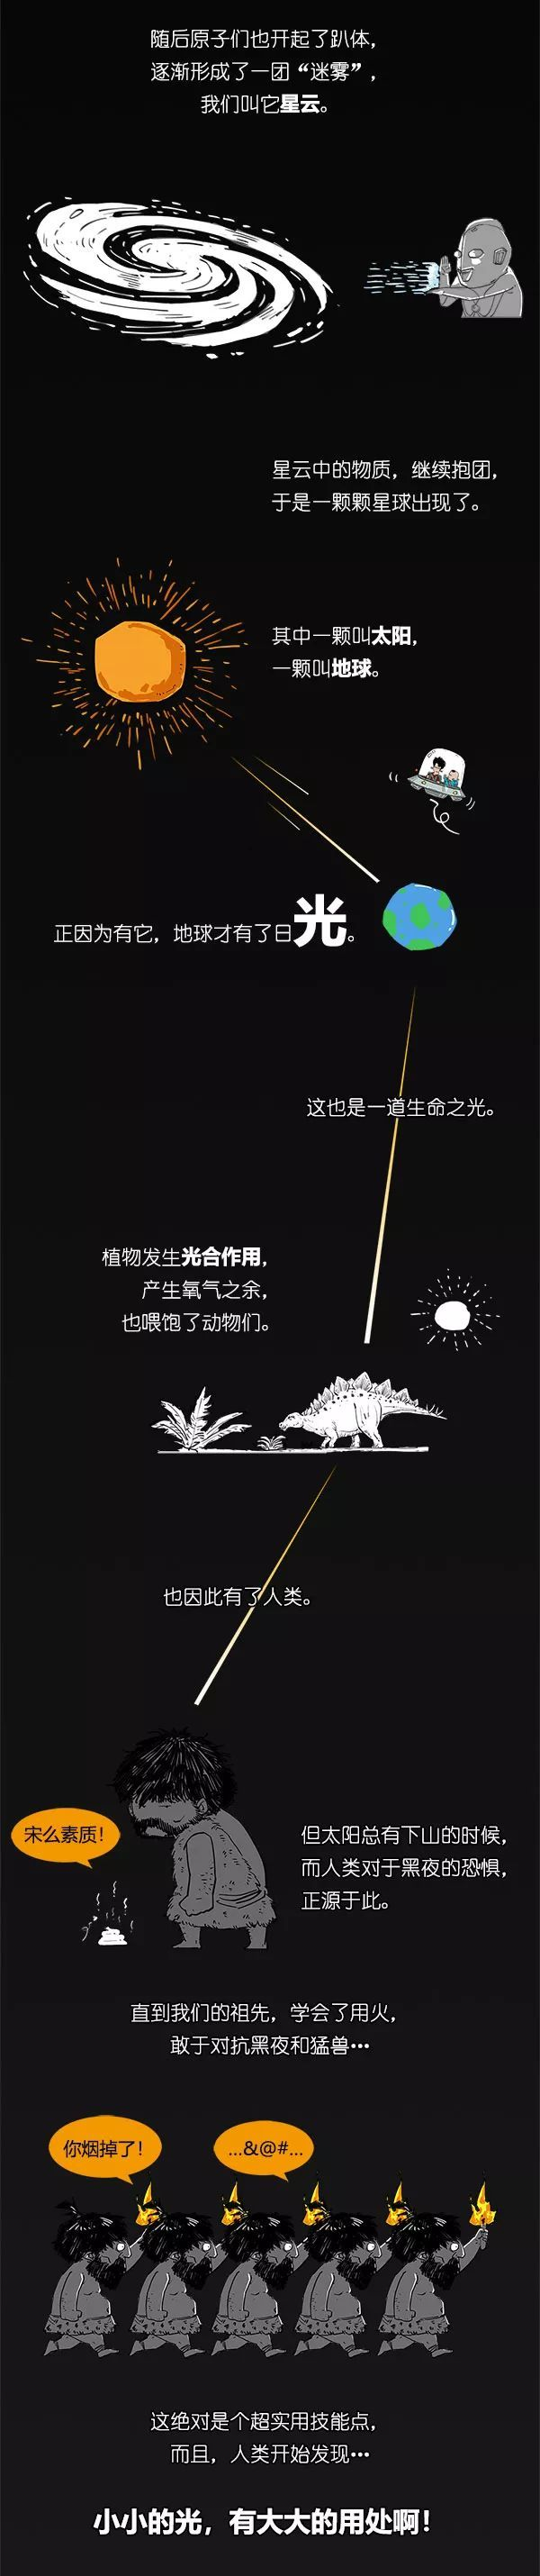 随后原子们也开起了趴体，
逐渐形成了一团“迷雾”，
我们叫它星云。
星云中的物质，继续抱团，
于是一颗颗星球出现了。
其中一颗叫太阳，
一颗叫地球。
正因为有它，地球才有了日光。
这也是一道生命之光。
植物发生光合作用，
产生氧气之余，
也喂饱了动物们。
也因此有了人类。
宋么素质！
但太阳总有下山的时候，
而人类对于黑夜的恐惧，
正源于此。
直到我们的祖先，学会了用火，
敢于对抗黑夜和猛兽…
你烟掉了！
...&@#...
这绝对是个超实用技能点，
而且，人类开始发现…
小小的光，有大大的用处啊！